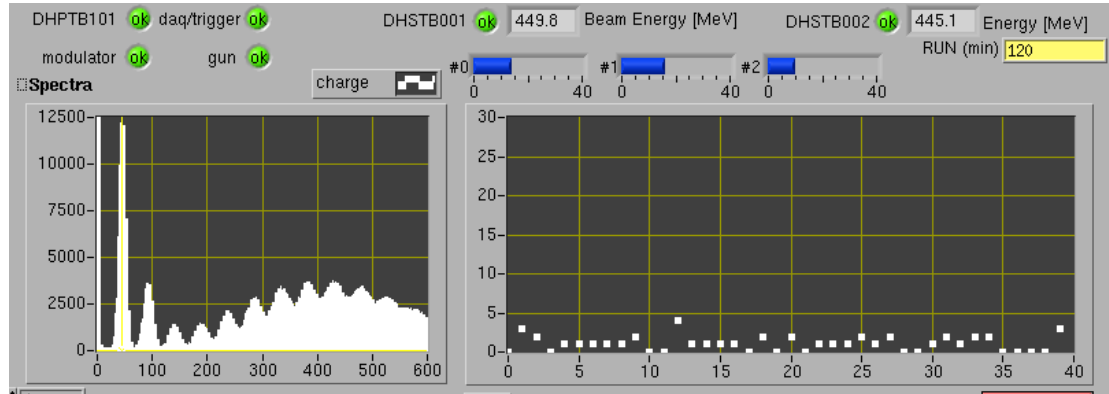 DHPTB101 ok daq/trigger ok DHSTB001 ok 449.8 Beam Energy [MeV] DHSTB002 ok 445.1 Energy [MeV]
modulator ok gun ok RUN (min) 120
#0 #1 #2
0 40 0 40 0 40
Spectra charge
12500
10000
7500
5000
2500
0
0 100 200 300 400 500 600
30
25
20
15
10
5
0
0 5 10 15 20 25 30 35 40